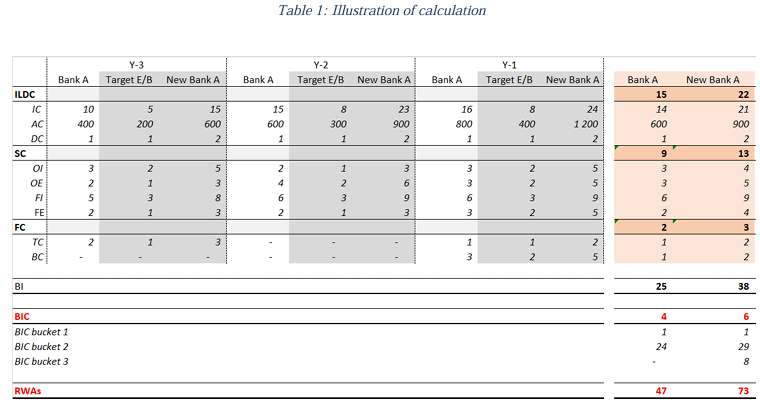 Table 1: Illustration of calculation
Y-3 Y-2 Y-1
Bank A Target E/B New Bank A Bank A Target E/B New Bank A Bank A Target E/B New Bank A Bank A New Bank A
ILDC 15 22
IC 10 5 15 15 8 23 16 8 24 14 21
AC 400 200 600 600 300 900 800 400 1 200 600 900
DC 1 1 2 1 1 2 1 1 2 1 2
SC 9 13
OI 3 2 5 2 1 3 3 2 5 3 4
OE 2 1 3 4 2 6 3 2 5 3 5
FI 5 3 8 6 3 9 6 3 9 6 9
FE 2 1 3 2 1 3 3 2 5 2 4
FC 2 3
TC 2 1 3 - - - 1 1 2 1 2
BC - - - - - - 3 2 5 1 2
BI 25 38
BIC 4 6
BIC bucket 1 1 1
BIC bucket 2 24 29
BIC bucket 3 - 8
RWAs 47 73